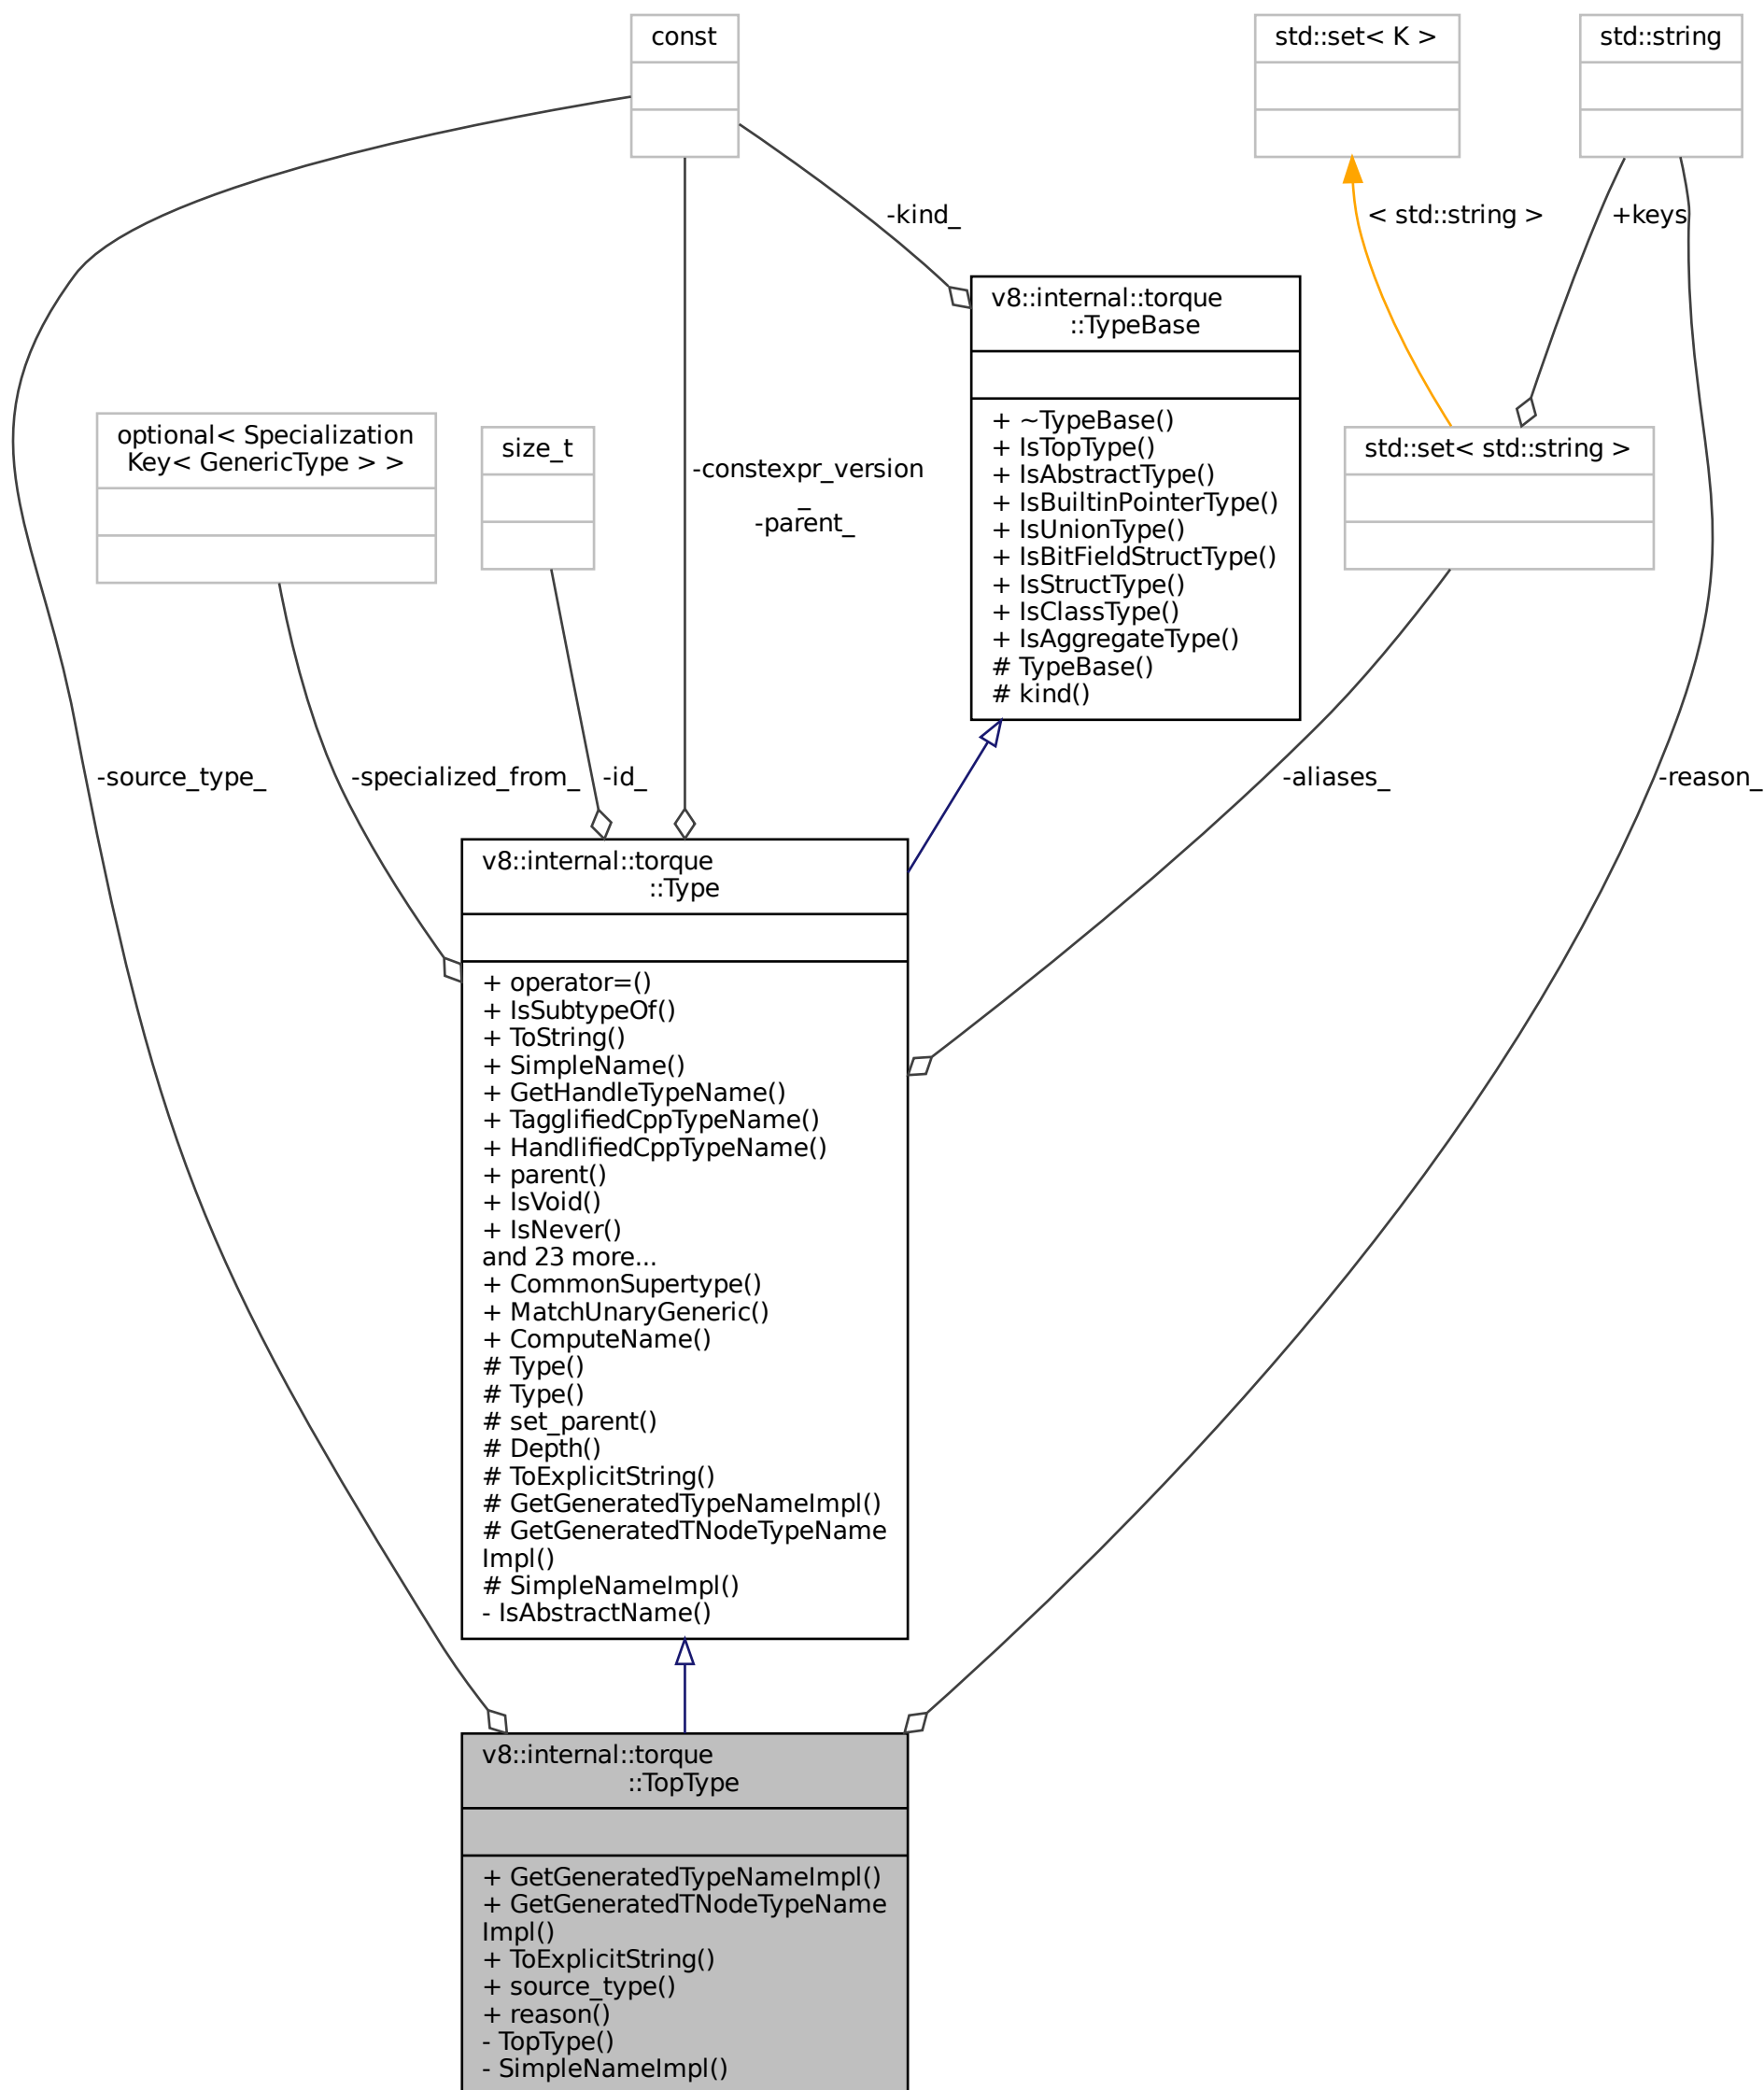 const
std::set< K >
std::string
-kind_
< std::string >
+keys
v8::internal::torque
::TypeBase
+ ~TypeBase()
+ IsTopType()
+ IsAbstractType()
+ IsBuiltinPointerType()
+ IsUnionType()
+ IsBitFieldStructType()
+ IsStructType()
+ IsClassType()
+ IsAggregateType()
# TypeBase()
# kind()
optional< Specialization
Key< GenericType > >
size_t
-constexpr_version
_
-parent_
std::set< std::string >
-source_type_
-specialized_from_
-id_
-aliases_
-reason_
v8::internal::torque
::Type
+ operator=()
+ IsSubtypeOf()
+ ToString()
+ SimpleName()
+ GetHandleTypeName()
+ TagglifiedCppTypeName()
+ HandlifiedCppTypeName()
+ parent()
+ IsVoid()
+ IsNever()
and 23 more...
+ CommonSupertype()
+ MatchUnaryGeneric()
+ ComputeName()
# Type()
# Type()
# set_parent()
# Depth()
# ToExplicitString()
# GetGeneratedTypeNameImpl()
# GetGeneratedTNodeTypeName
Impl()
# SimpleNameImpl()
- IsAbstractName()
v8::internal::torque
::TopType
+ GetGeneratedTypeNameImpl()
+ GetGeneratedTNodeTypeName
Impl()
+ ToExplicitString()
+ source_type()
+ reason()
- TopType()
- SimpleNameImpl()